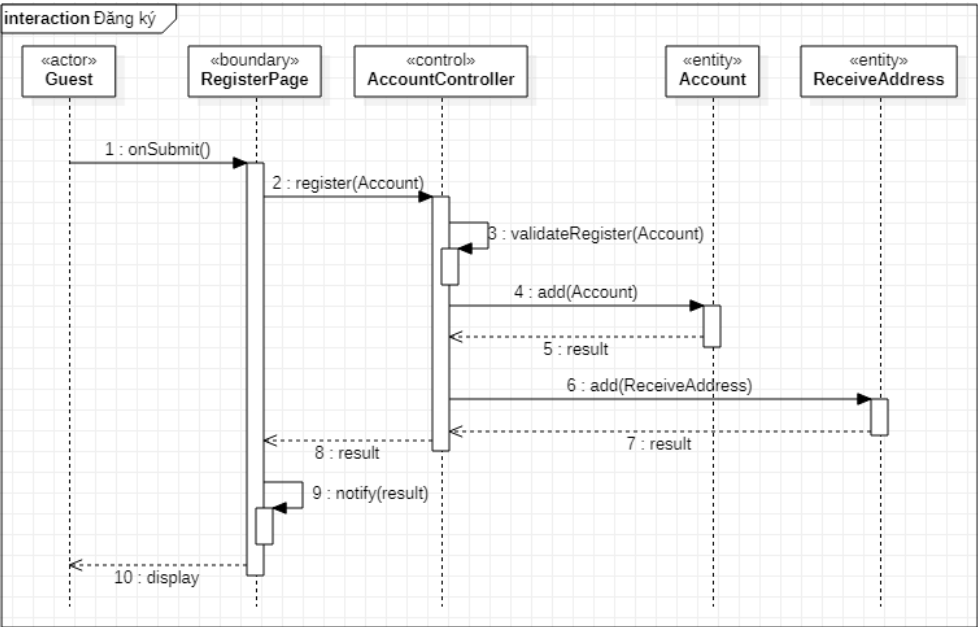 interaction Đăng ký
«actor»
Guest
«boundary»
RegisterPage
«control»
AccountController
«entity»
Account
«entity»
ReceiveAddress
1 : onSubmit()
2 : register(Account)
3 : validateRegister(Account)
4 : add(Account)
5 : result
6 : add(ReceiveAddress)
7 : result
8 : result
9 : notify(result)
10 : display